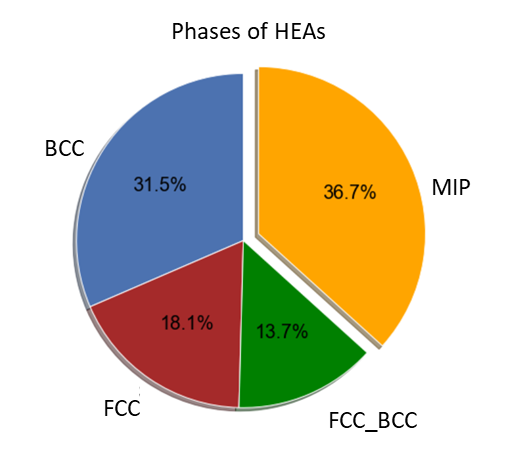 Phases of HEAs
BCC
31.5%
36.7%
MIP
18.1%
13.7%
FCC
FCC_BCC